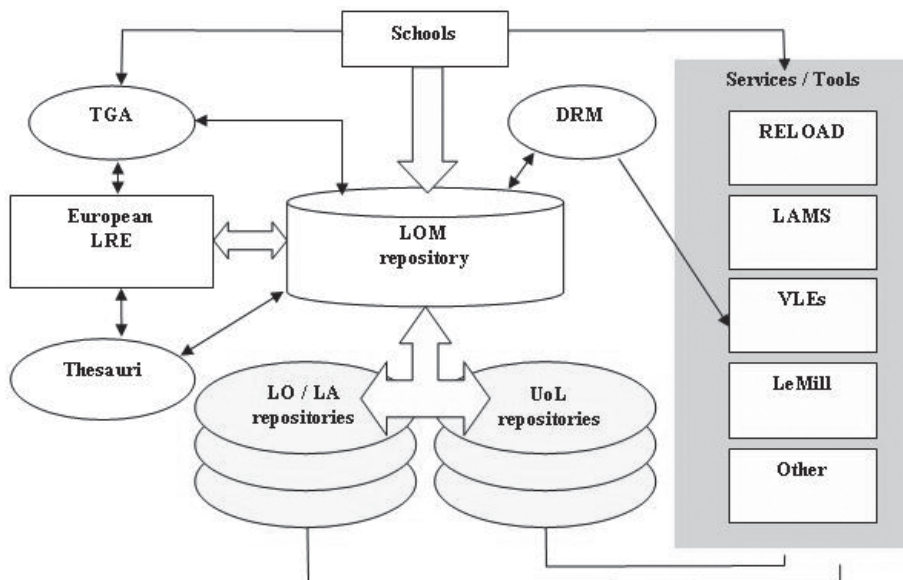 Schools
Services / Tools
TGA
DRM
RELOAD
European
LRE
LOM
repository
LAMS
VLEs
Thesauri
LO / LA
repositories
UoL
repositories
LeMill
Other